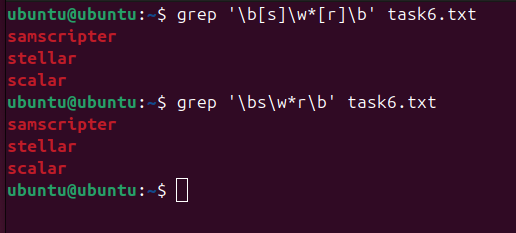 ubuntu@ubuntu:~$ grep '\b[s]\w*[r]\b' task6.txt
samscripter
stellar
scalar
ubuntu@ubuntu:~$ grep '\bs\w*r\b' task6.txt
samscripter
stellar
scalar
ubuntu@ubuntu:~$